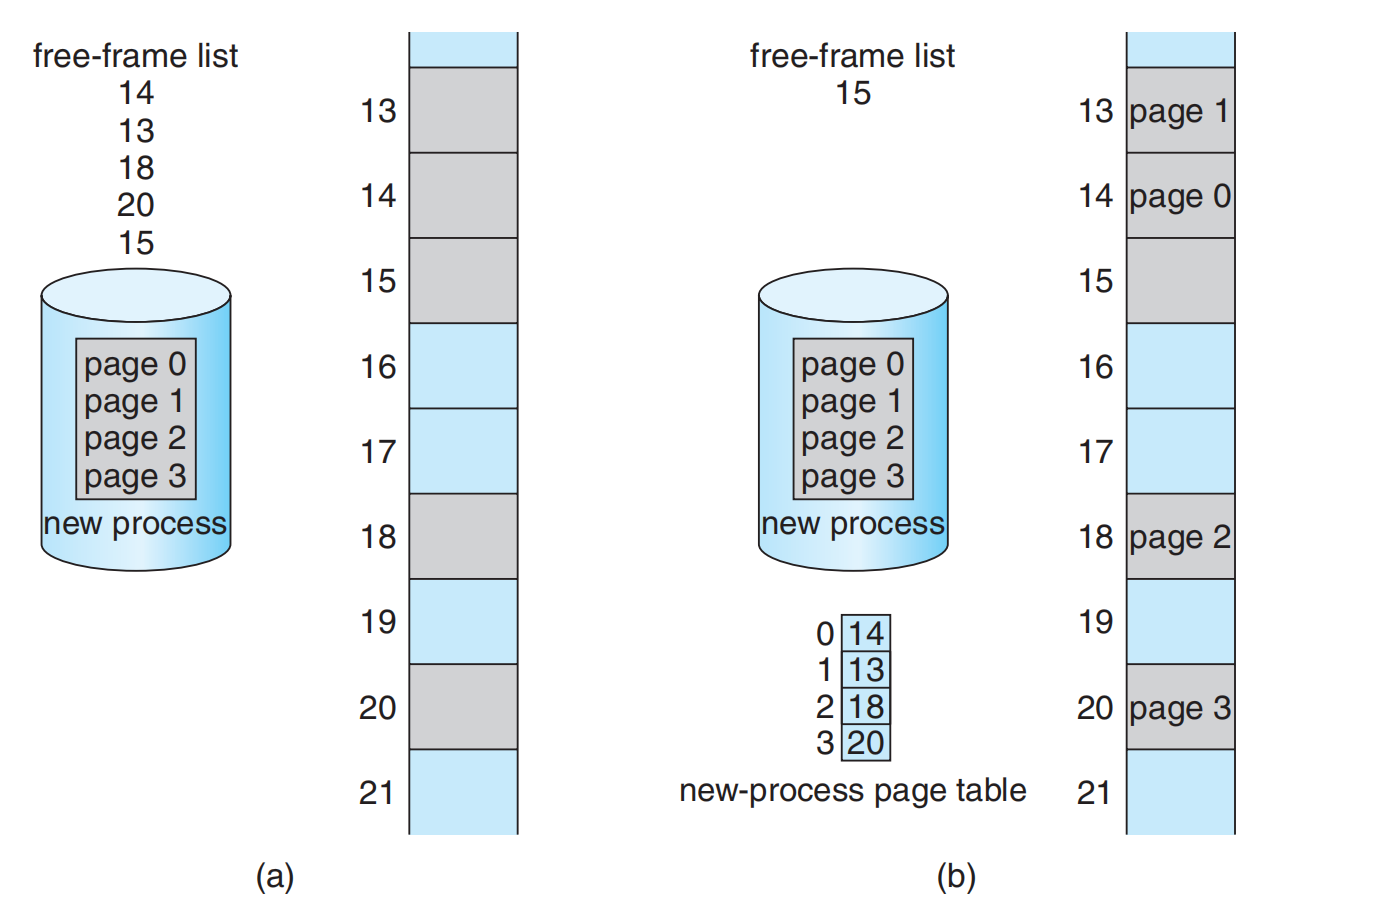 free-frame list
14
13
18
20
15
page 0
page 1
page 2
page 3
new process
13
14
15
16
17
18
19
20
21
(a)
free-frame list
15
page 0
page 1
page 2
page 3
new process
0 14
1 13
2 18
3 20
new-process page table
13 page 1
14 page 0
15
16
17
18 page 2
19
20 page 3
21
(b)